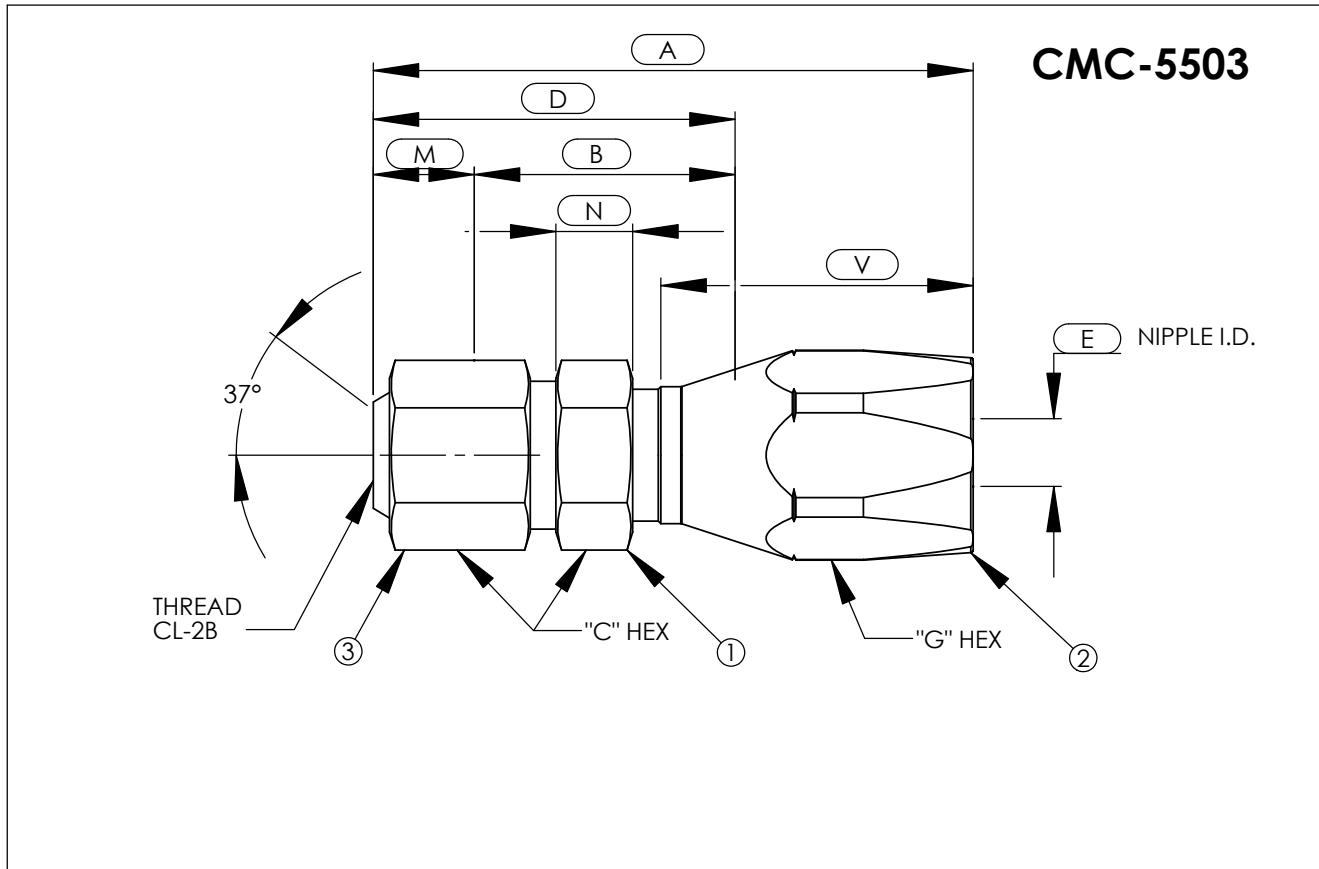 A
CMC-5503
D
M
B
N
V
E
NIPPLE I.D.
37°
THREAD
CL-2B
"C" HEX
"G" HEX
3
1
2